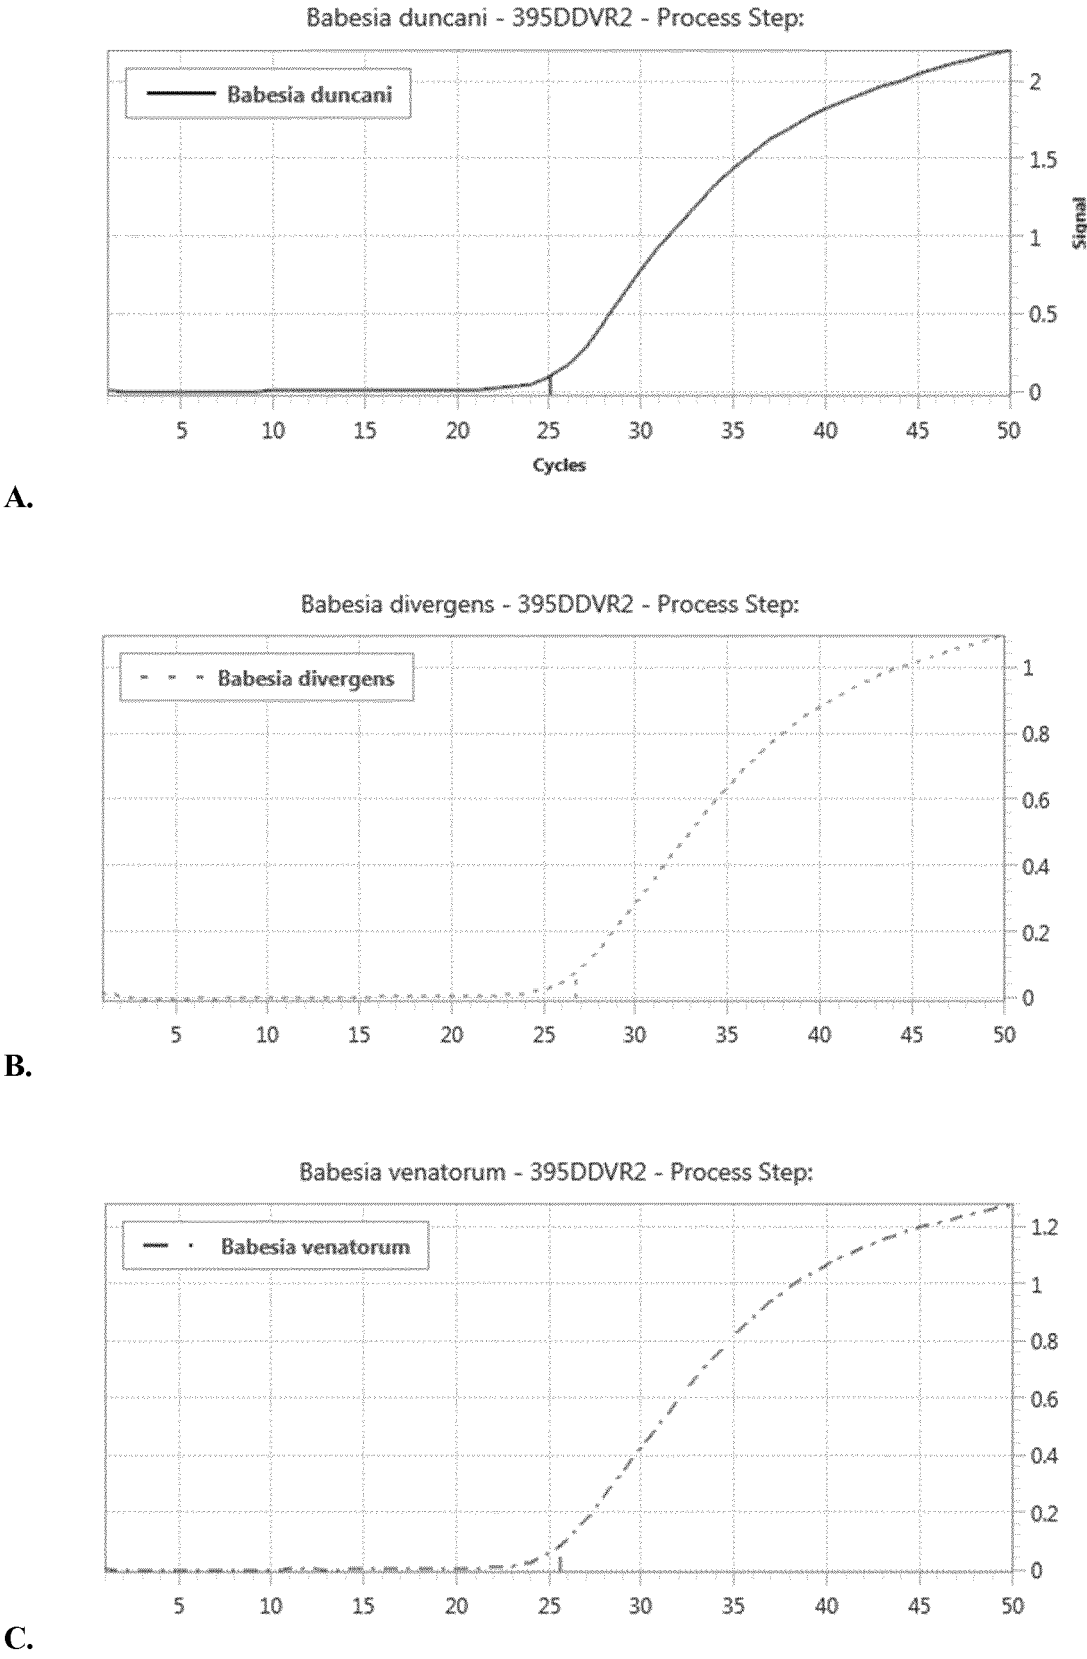 Babesia duncani - 395DDVR2 - Process Step:
Babesia duncani
2
1.5
1
0.5
0
Signal
5 10 15 20 25 30 35 40 45 50
Cycles
A.
Babesia divergens - 395DDVR2 - Process Step:
Babesia divergens
1
0.8
0.6
0.4
0.2
0
5 10 15 20 25 30 35 40 45 50
B.
Babesia venatorum - 395DDVR2 - Process Step:
Babesia venatorum
1.2
1
0.8
0.6
0.4
0.2
0
5 10 15 20 25 30 35 40 45 50
C.